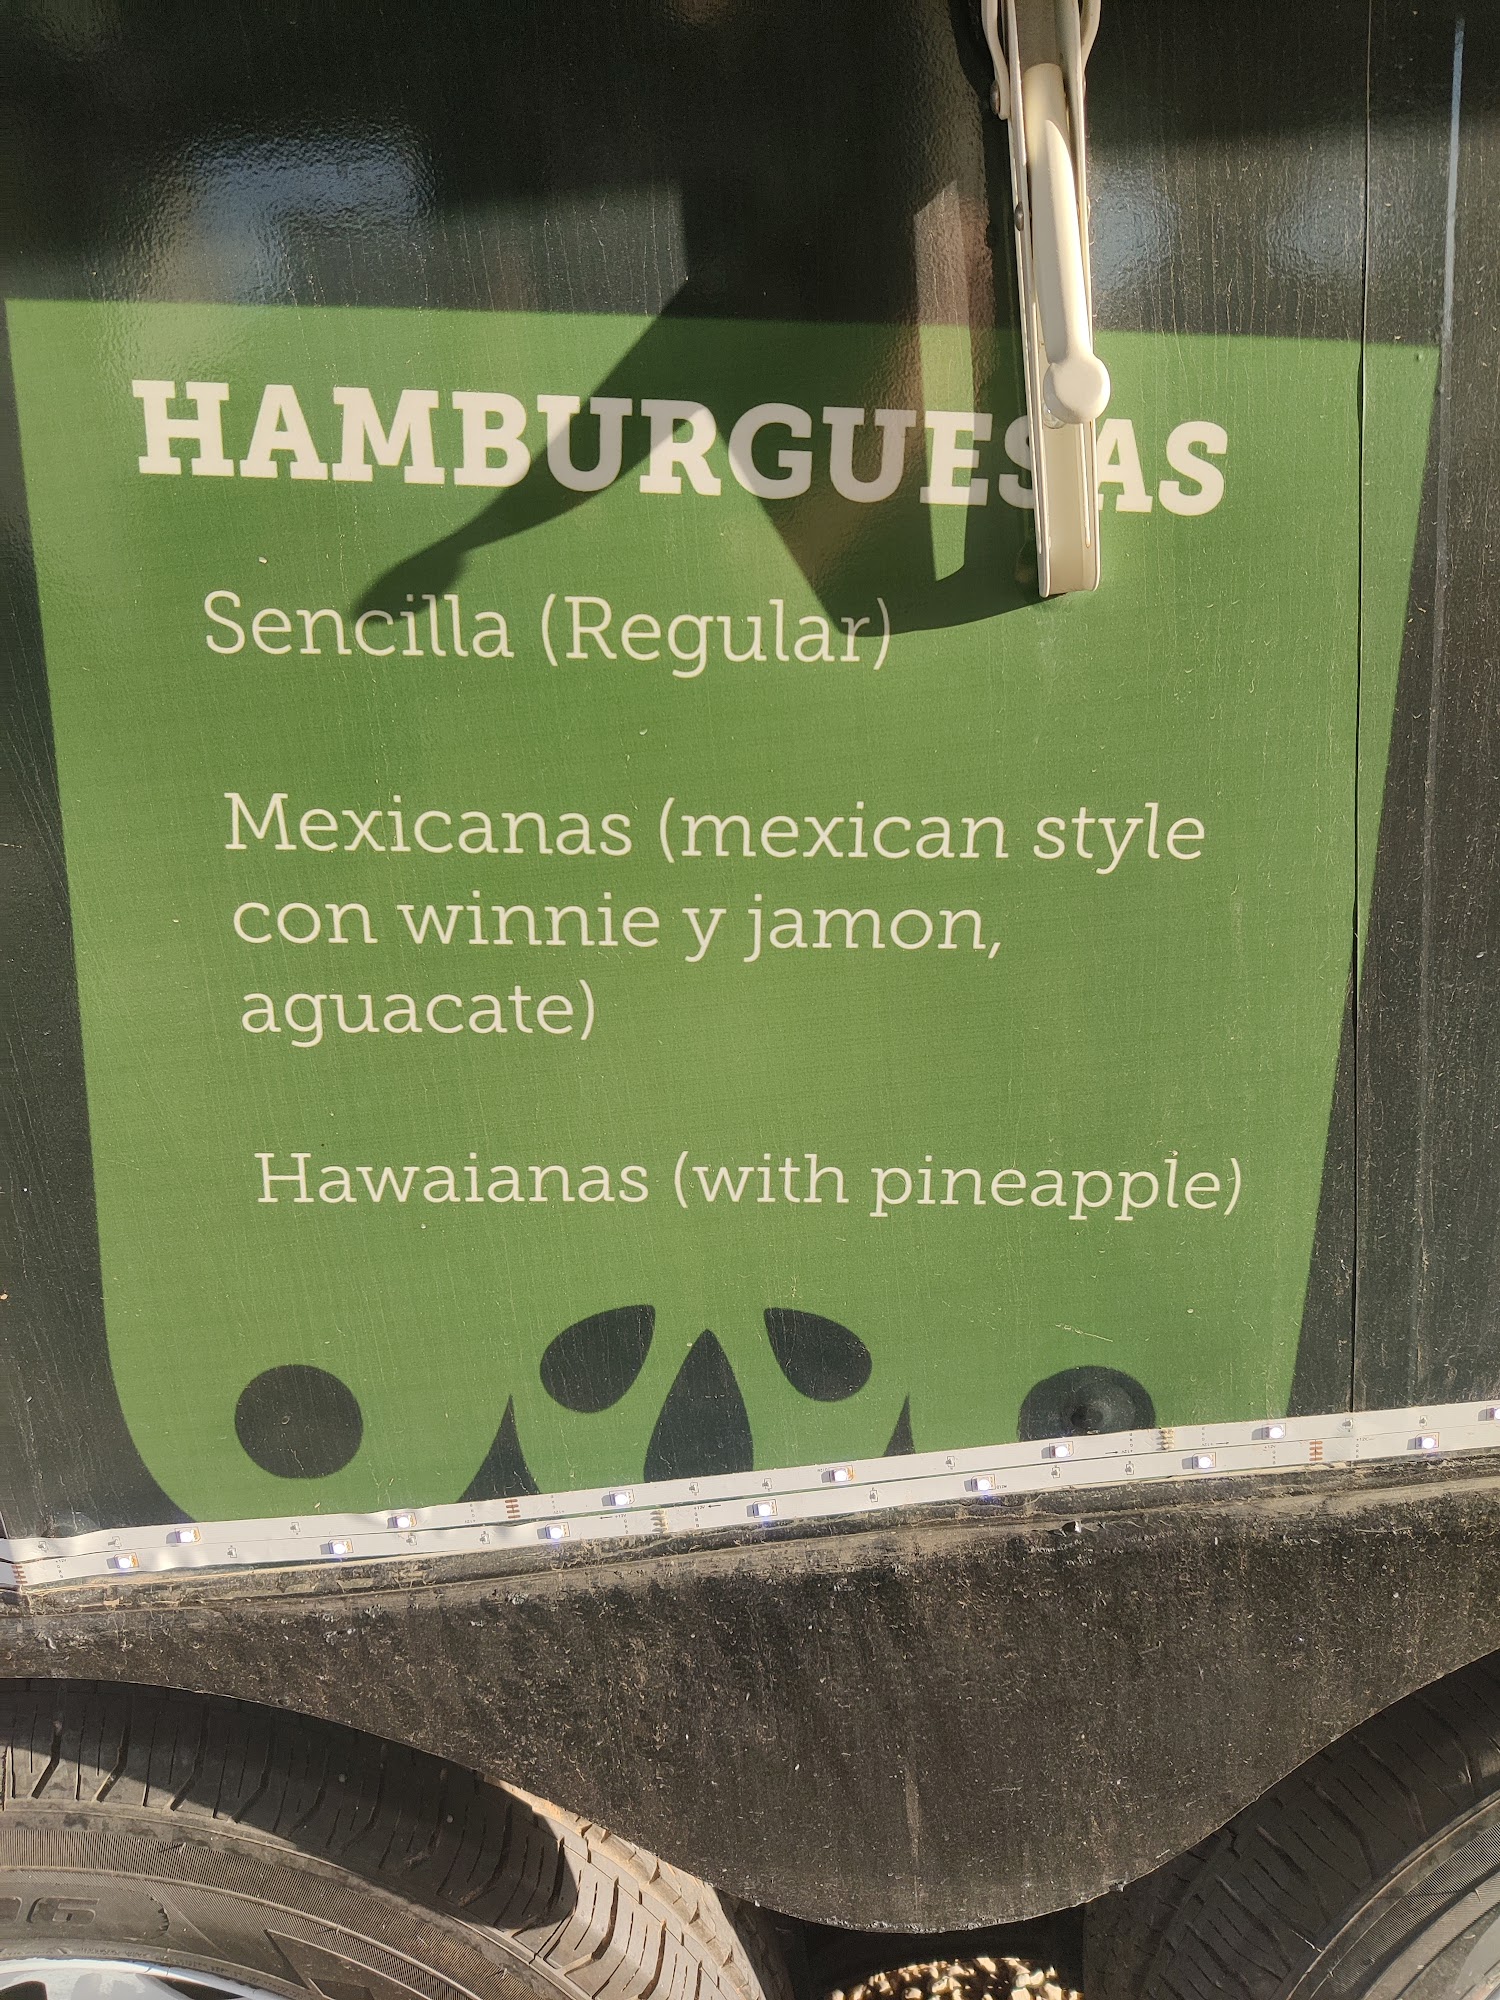 HAMBURGUESAS
Sencilla (Regular)
Mexicanas (mexican style
con winnie y jamon,
aguacate)
Hawaianas (with pineapple)